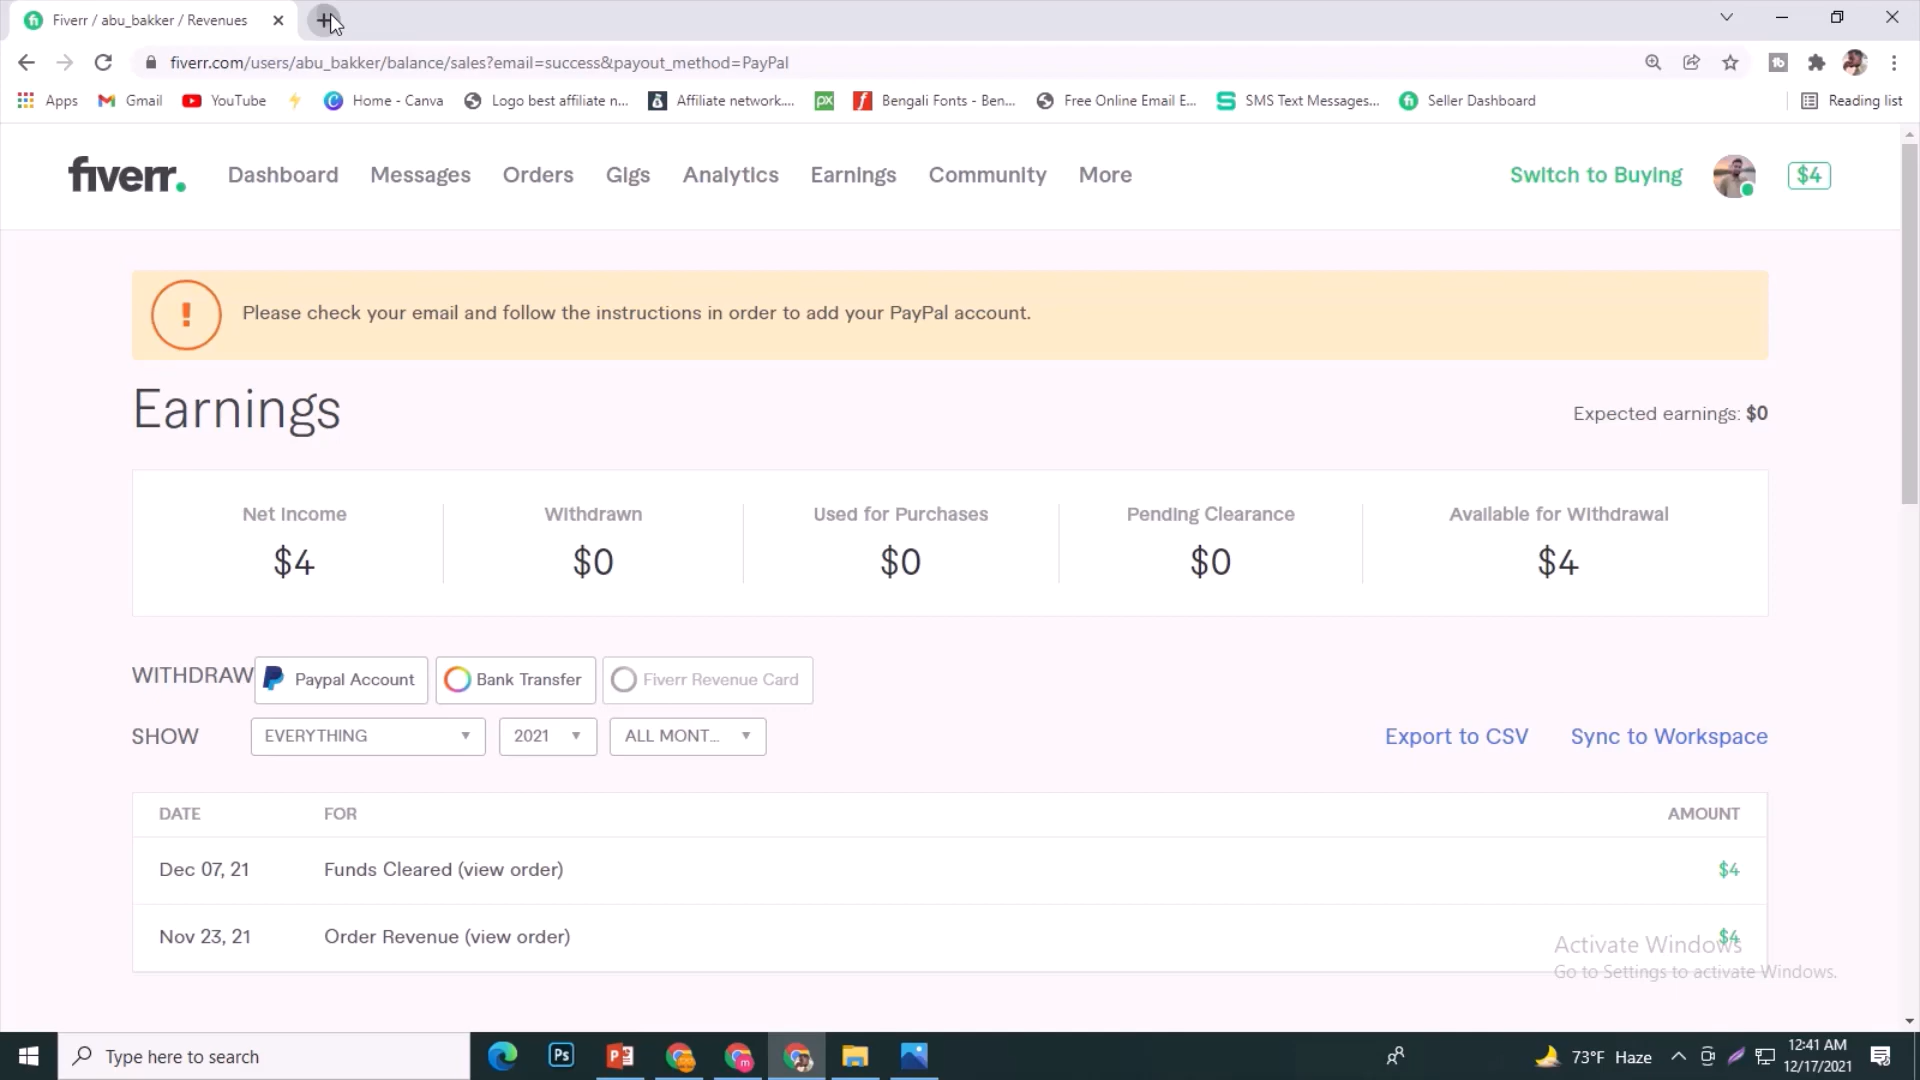 Fiverr / abu_bakker / Revenues
fiverr.com/users/abu_bakker/balance/sales?email=success&payout_method=PayPal
Apps Gmail YouTube Home - Canva Logo best affiliate n... Affiliate network.... px Bengali Fonts - Ben... Free Online Email E... SMS Text Messages... Seller Dashboard Reading list
fiverr. Dashboard Messages Orders Gigs Analytics Earnings Community More Switch to Buying $4
Please check your email and follow the instructions in order to add your PayPal account.
Earnings
Expected earnings: $0
Net Income Withdrawn Used for Purchases Pending Clearance Available for Withdrawal
$4 $0 $0 $0 $4
WITHDRAW Paypal Account Bank Transfer Fiverr Revenue Card
SHOW EVERYTHING 2021 ALL MONT... Export to CSV Sync to Workspace
DATE FOR AMOUNT
Dec 07, 21 Funds Cleared (view order) $4
Nov 23, 21 Order Revenue (view order) $4
Activate Windows
Go to Settings to activate Windows.
Type here to search
Ps
73°F Haze
12:41 AM
12/17/2021